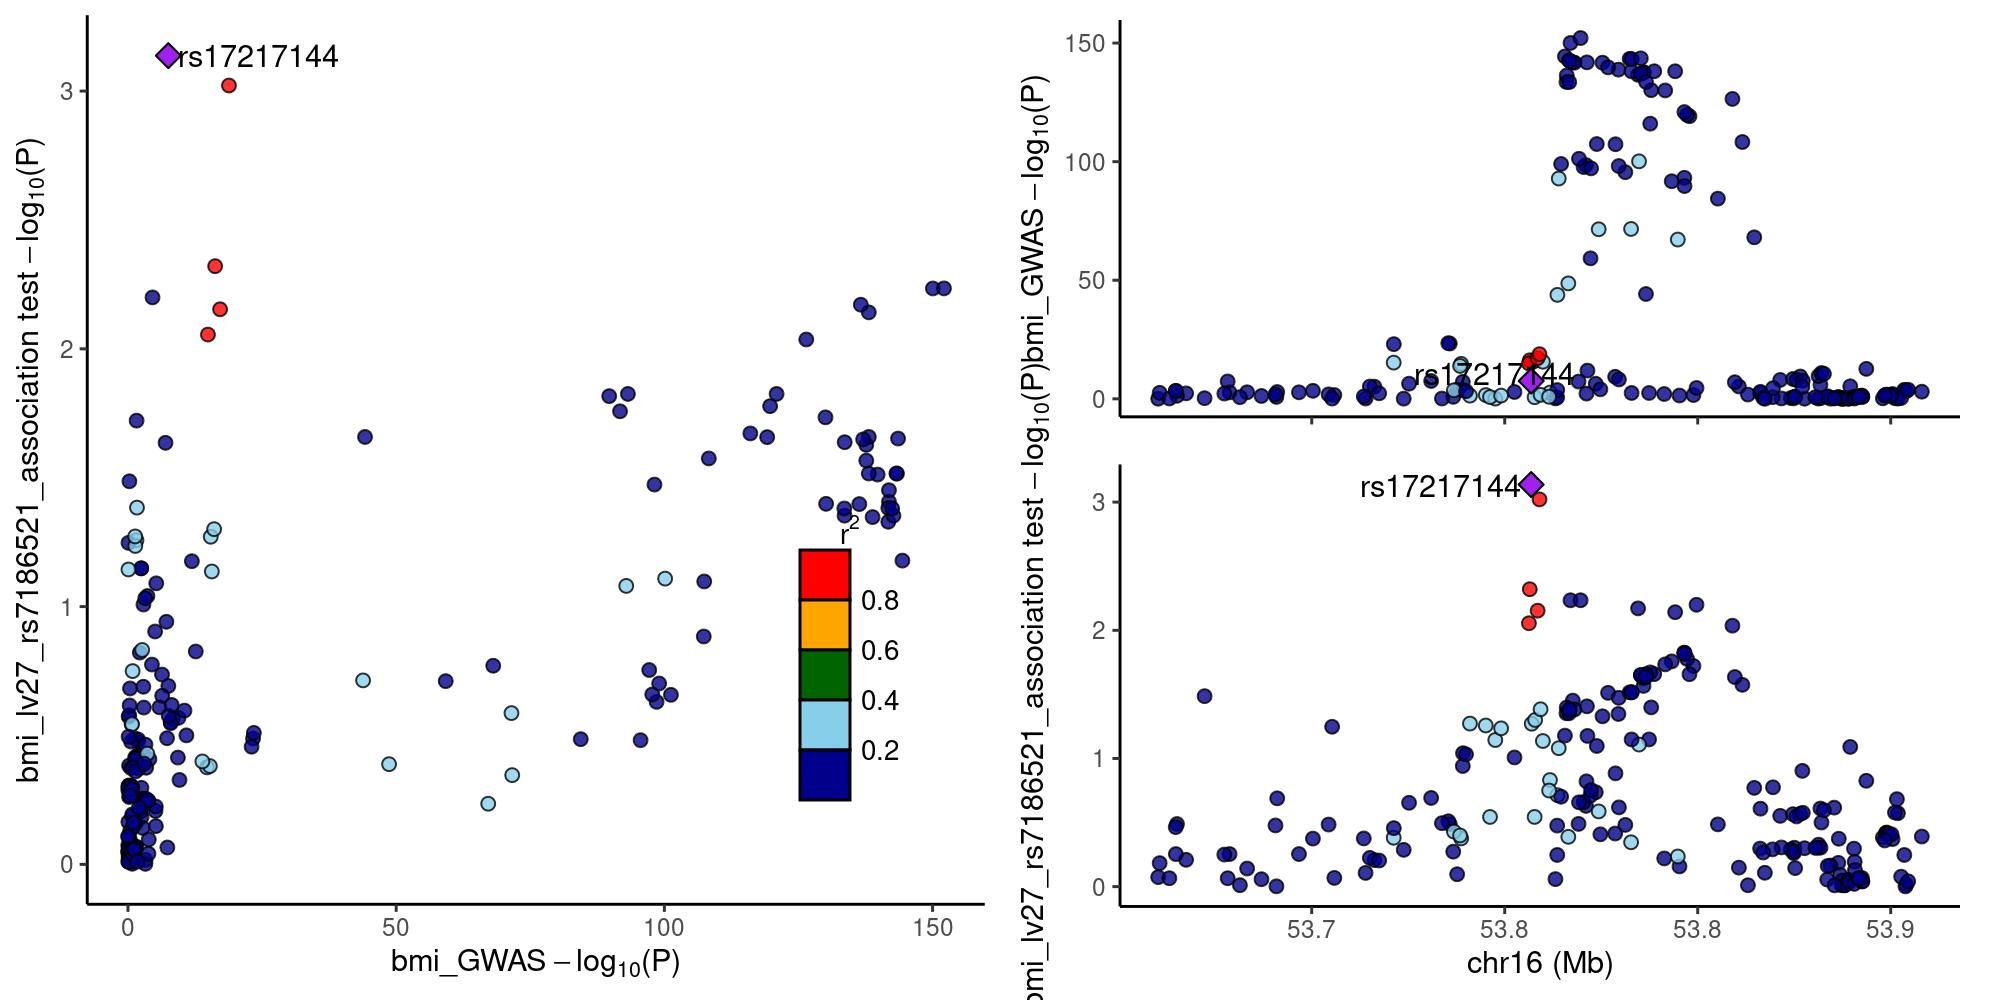 bmi_lv27_rs7186521_association test −log10(P)
3
2
1
0
rs17217144
r2
0.8
0.6
0.4
0.2
0
50
100
150
bmi_GWAS −log10(P)
bmi_GWAS −log10(P)
150
100
50
0
rs17217144
bmi_lv27_rs7186521_association test −log10(P)
3
2
1
0
rs17217144
53.7
53.8
53.8
53.9
chr16 (Mb)